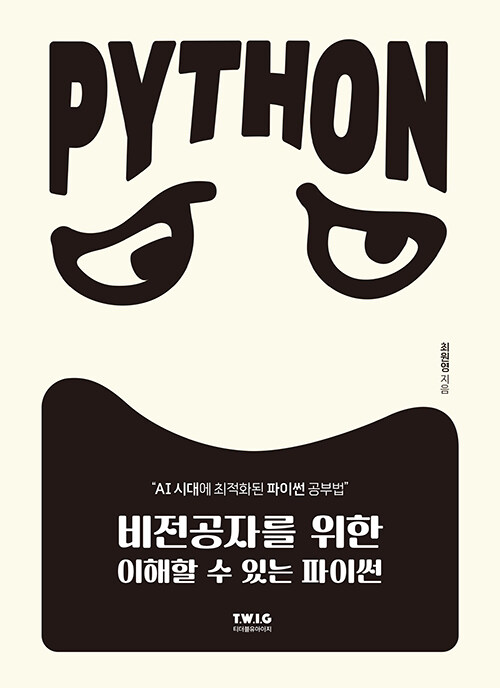 PYTHON
최원영 지음
“AI 시대에 최적화된 파이썬 공부법”
비전공자를 위한
이해할 수 있는 파이썬
T.W.I.G
티더블유아이지